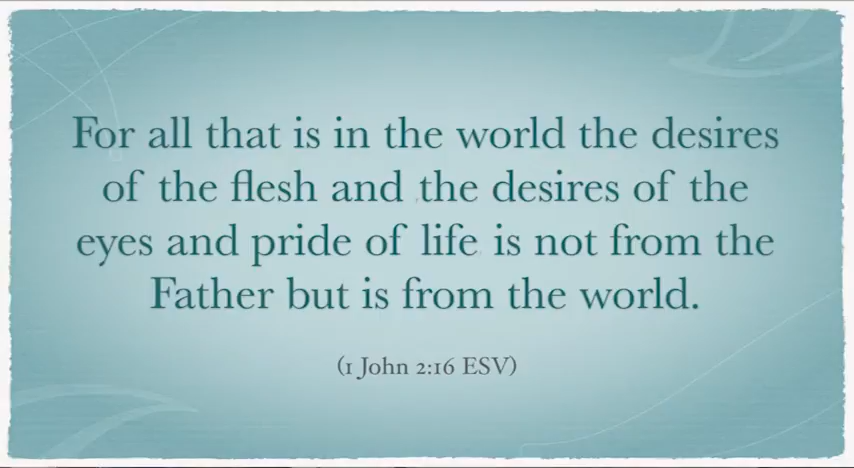 For all that is in the world the desires
of the flesh and the desires of the
eyes and pride of life is not from the
Father but is from the world.
(1 John 2:16 ESV)